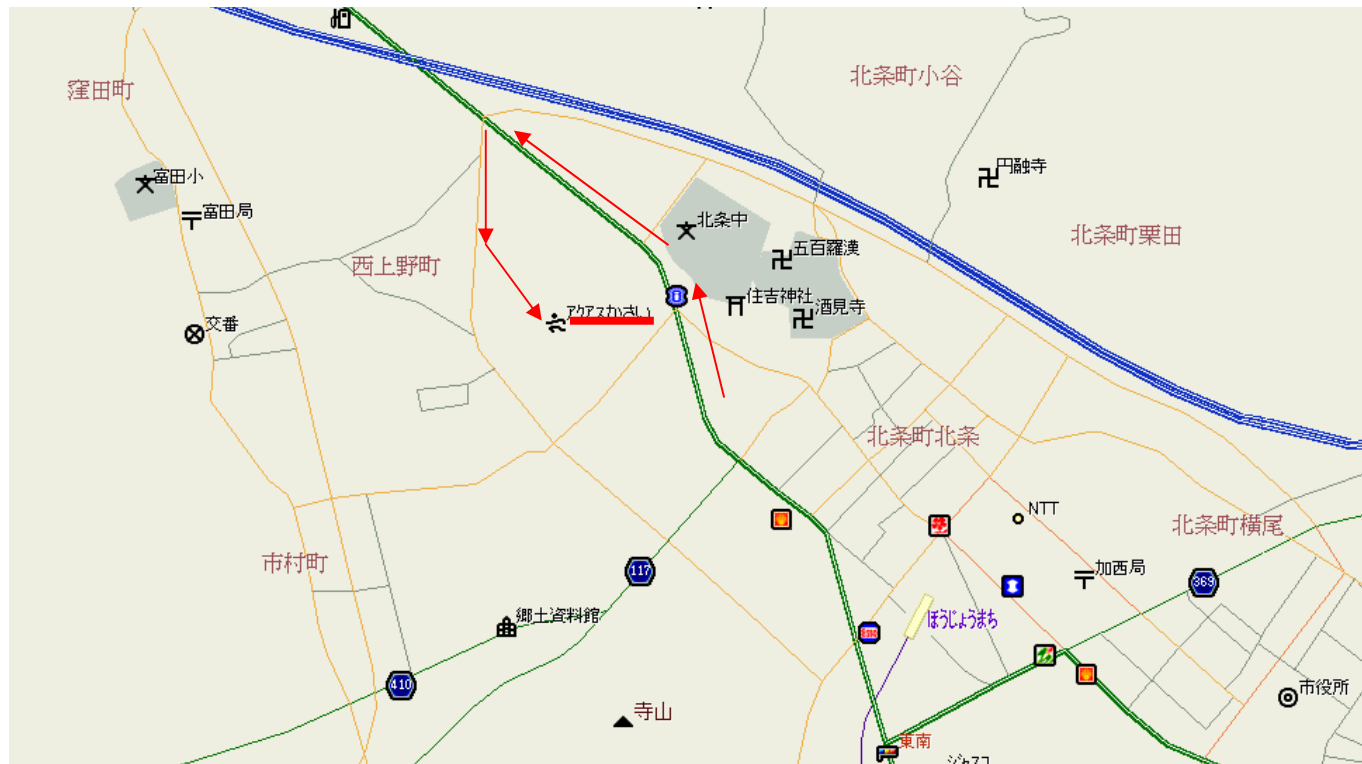 北条町小谷
窪田町
円融寺
富田小
富田局
北条中
北条町栗田
五百羅漢
西上野町
住吉神社
酒見寺
アクアスかさい
交番
北条町北条
NTT
北条町横尾
市村町
117
加西局
369
郷土資料館
ほうじょうまち
410
市役所
寺山
東南
ジャスコ